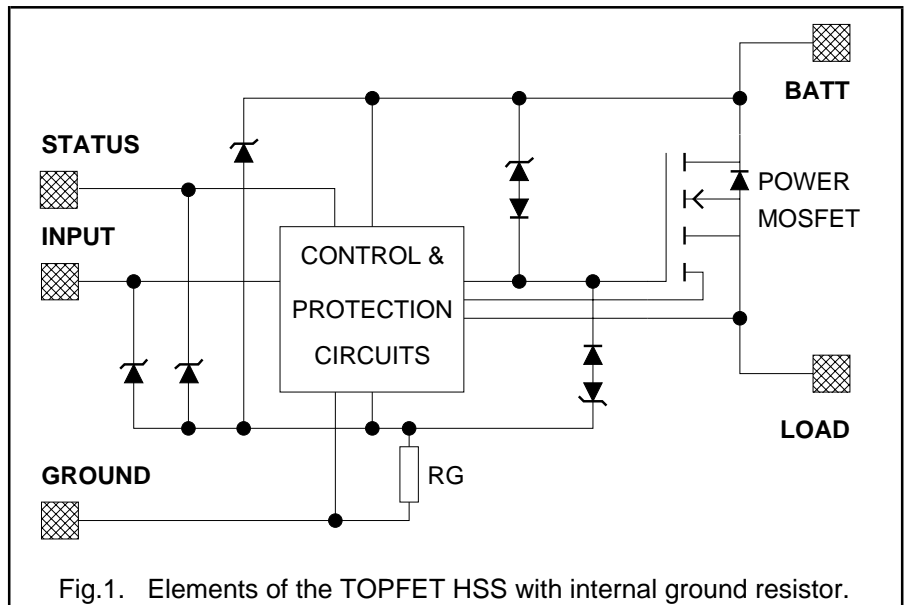 BATT
STATUS
POWER
MOSFET
INPUT
CONTROL &
PROTECTION
CIRCUITS
LOAD
GROUND
RG
Fig.1. Elements of the TOPFET HSS with internal ground resistor.